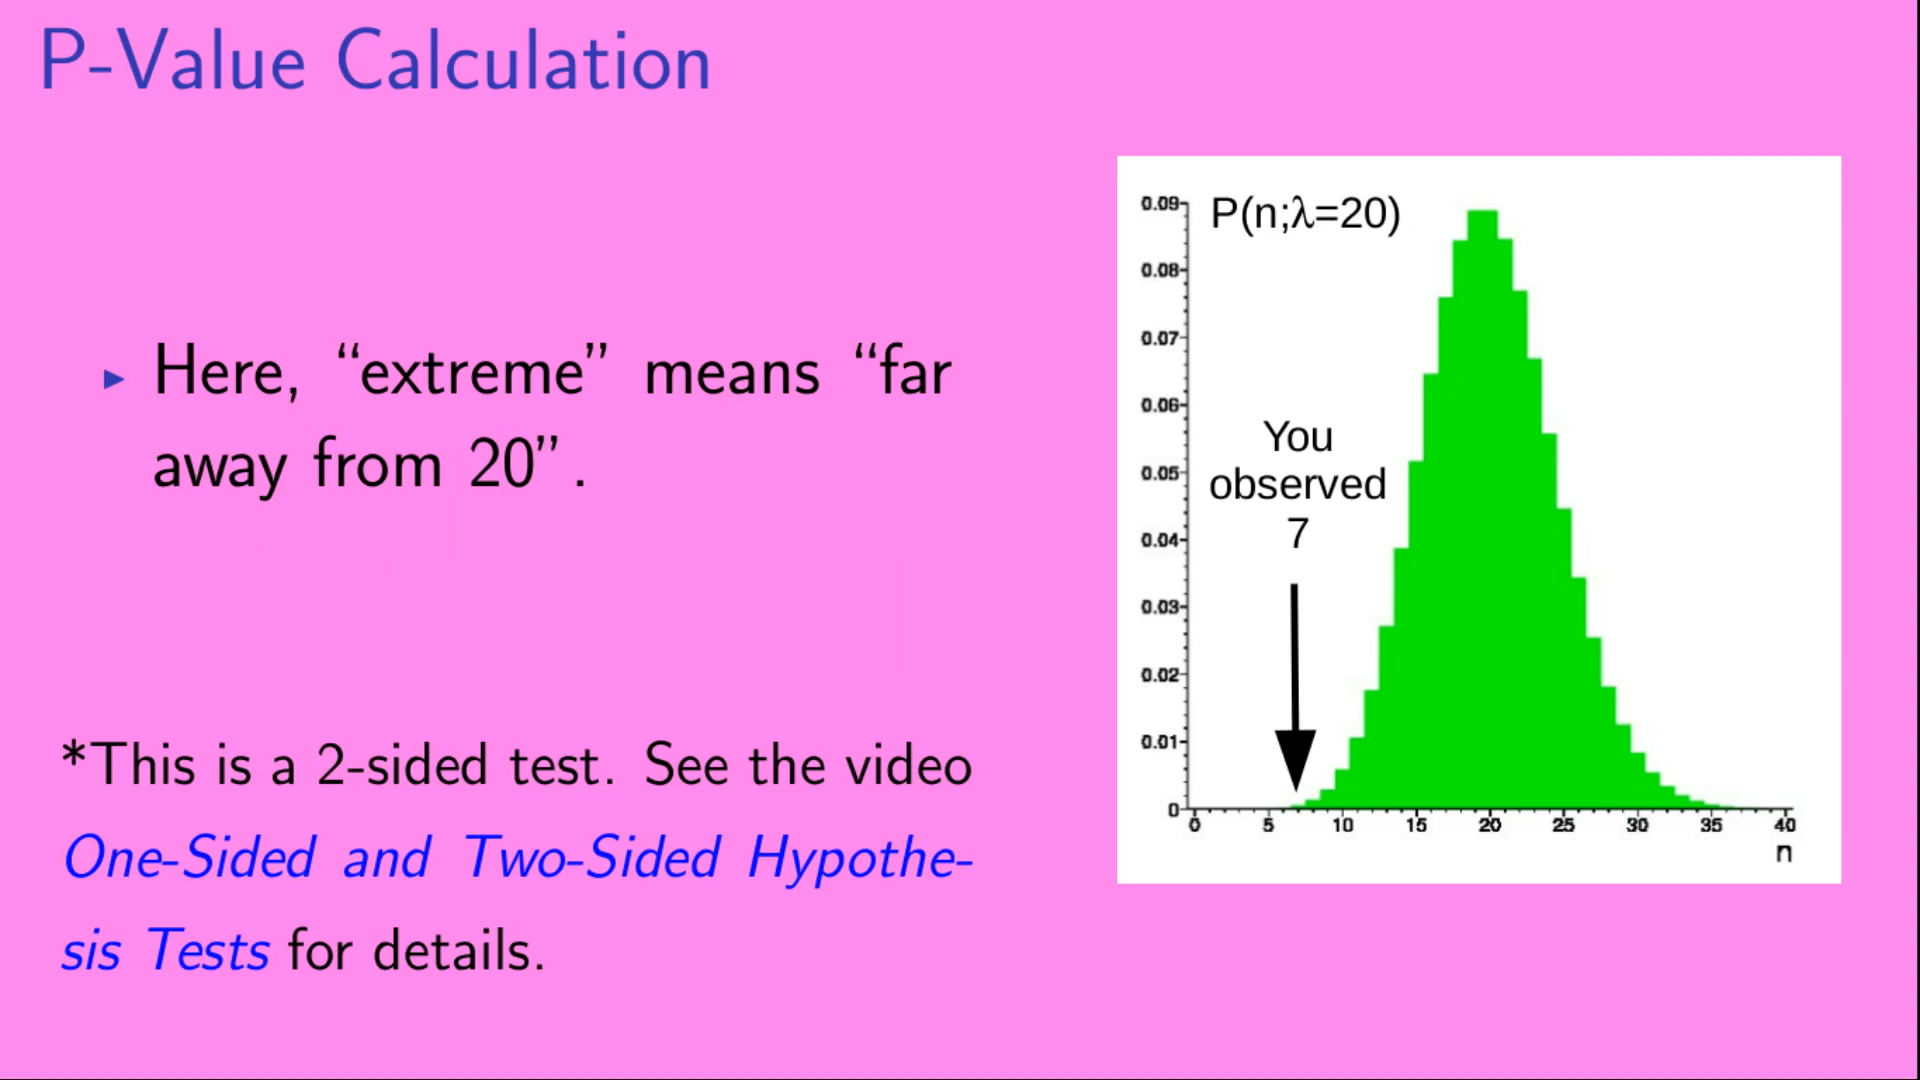 P-Value Calculation
▸ Here, “extreme” means “far
away from 20”.
*This is a 2-sided test. See the video
One-Sided and Two-Sided Hypothe-
sis Tests for details.
P(n;λ=20)
You
observed
7
0.09
0.08
0.07
0.06
0.05
0.04
0.03
0.02
0.01
0
0 5 10 15 20 25 30 35 40
n